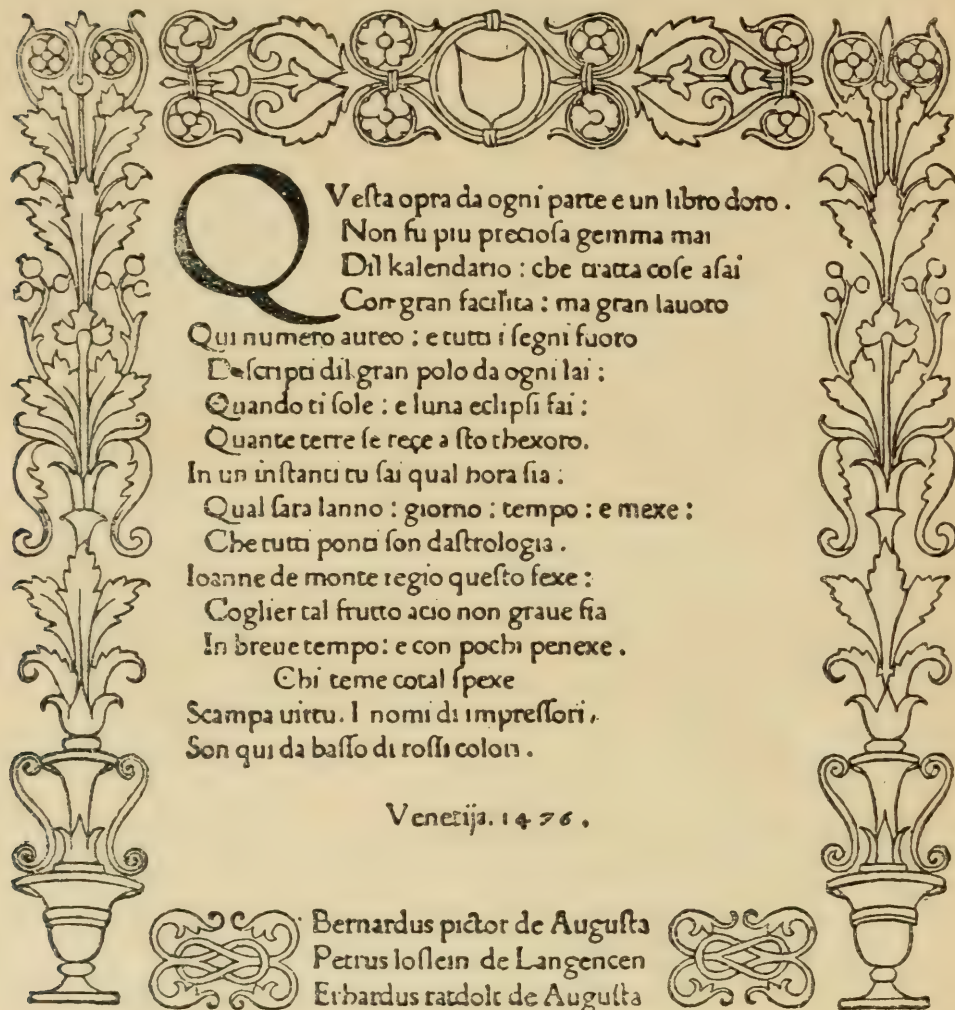 QVeſta opra da ogni parte e un libro doro.
Non fu piu precioſa gemma mai
Dil kalendario: che tratta coſe aſai
Con gran facilita: ma gran lauoro
Qui numero aureo: e tutti i ſegni fuoro
Deſcripti dil gran polo da ogni lai:
Quando ti ſole: e luna eclipſi fai:
Quante terre ſe reçe a ſto thexoro.
In un inſtanti tu ſai qual hora ſia:
Qual ſara lanno: giorno: tempo: e mexe:
Che tutti ponti ſon daſtrologia.
Ioanne de monte regio queſto fexe:
Coglier tal frutto acio non graue ſia
In breue tempo: e con pochi penexe.
Chi teme cotal ſpexe
Scampa uirtu. I nomi di impreſſori,
Son qui da baſſo di roſſi colori.
Venetijs. 1476.
Bernardus pictor de Auguſta
Petrus loſlein de Langencen
Erhardus ratdolt de Auguſta